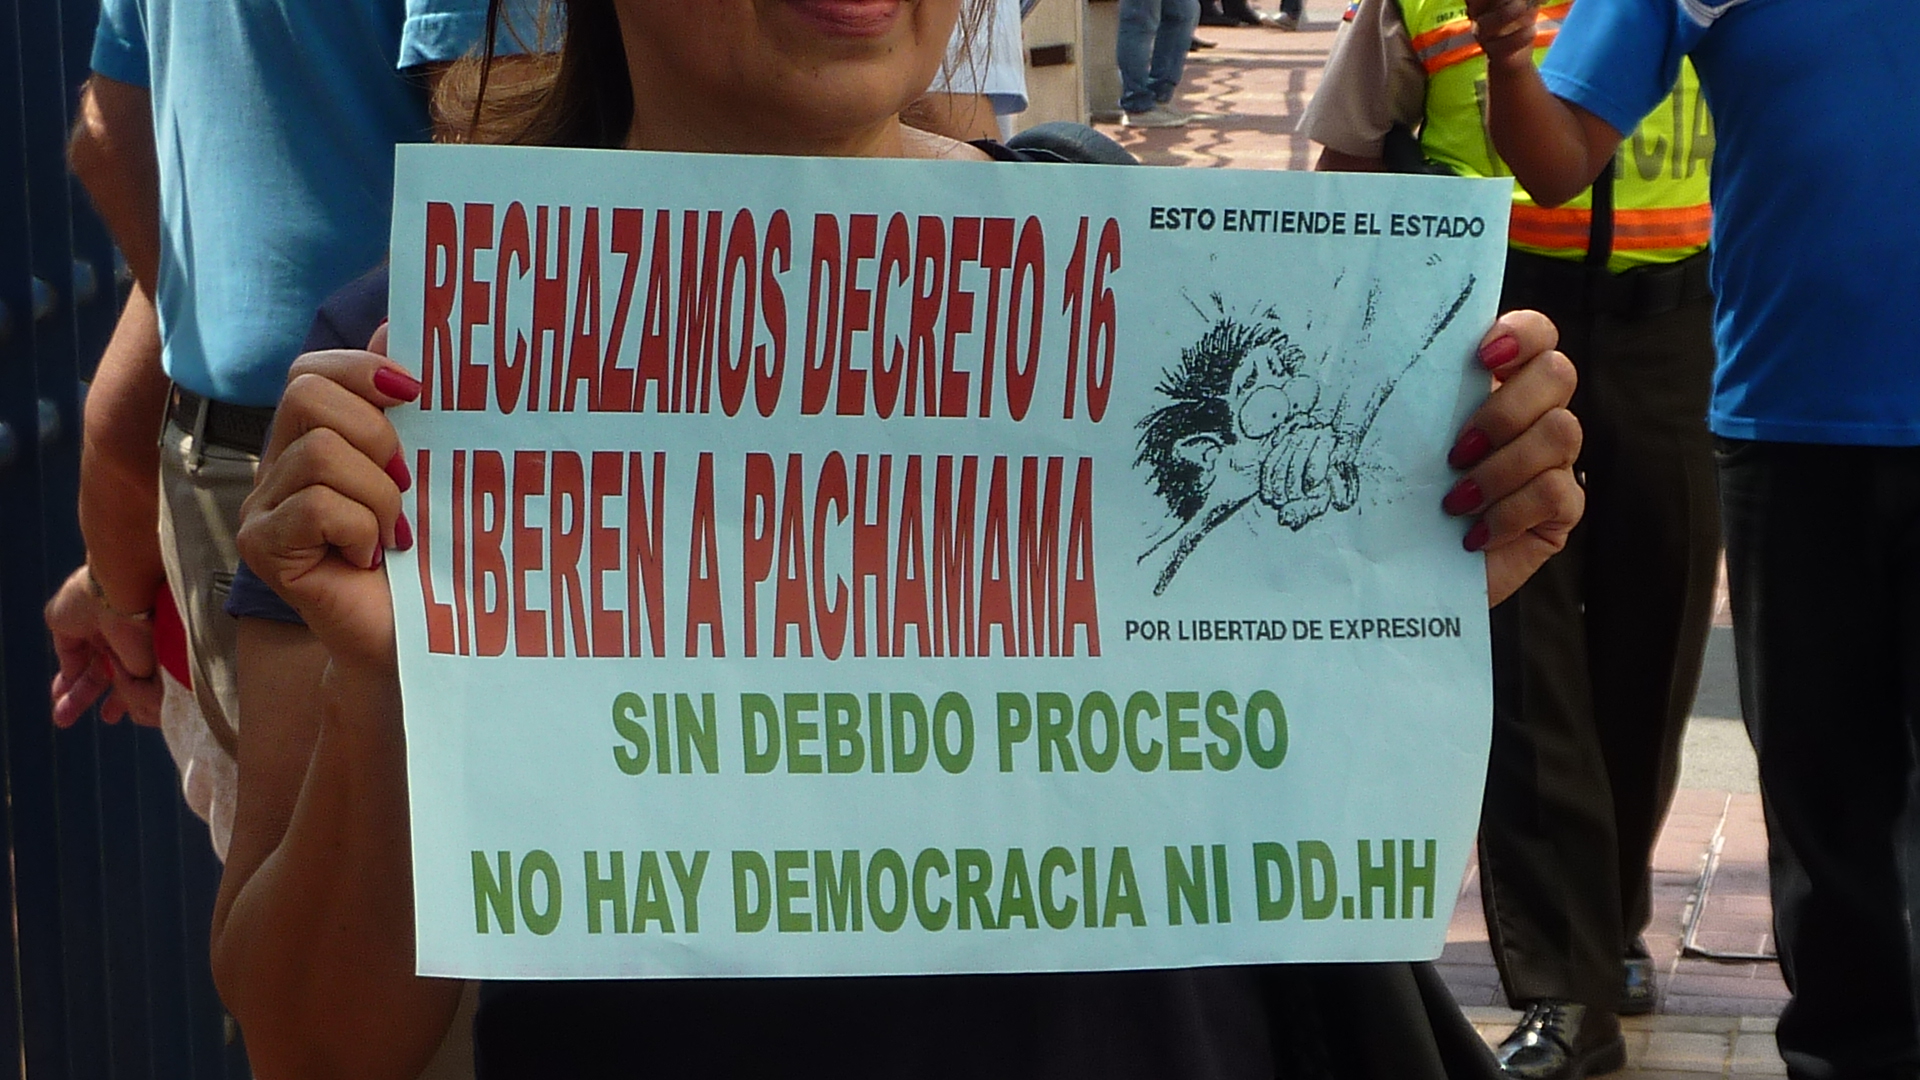 RECHAZAMOS DECRETO 16
LIBEREN A PACHAMAMA
ESTO ENTIENDE EL ESTADO
POR LIBERTAD DE EXPRESION
SIN DEBIDO PROCESO
NO HAY DEMOCRACIA NI DD.HH